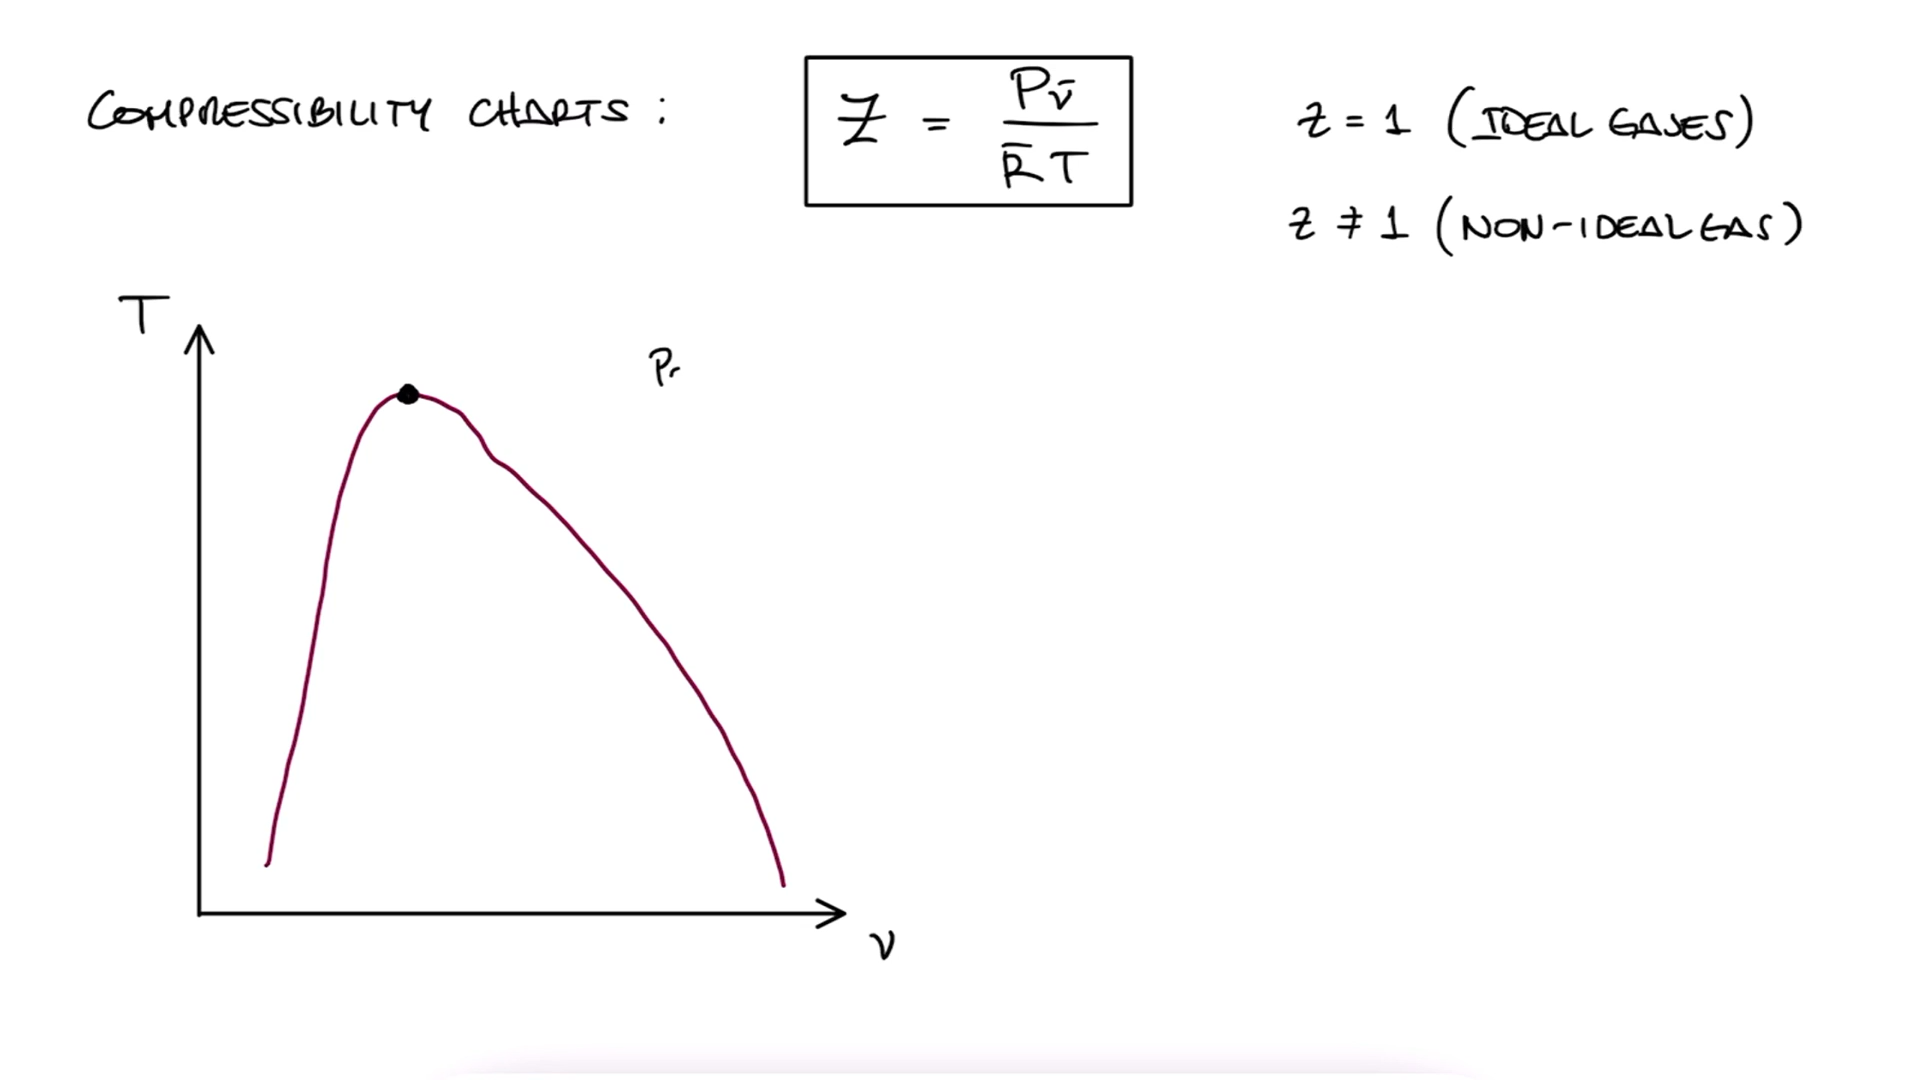 COMPRESSIBILITY CHARTS :
Z = Pv̄ / R̄T
Z = 1 (IDEAL GASES)
Z ≠ 1 (NON-IDEAL GAS)
T
Pr
v